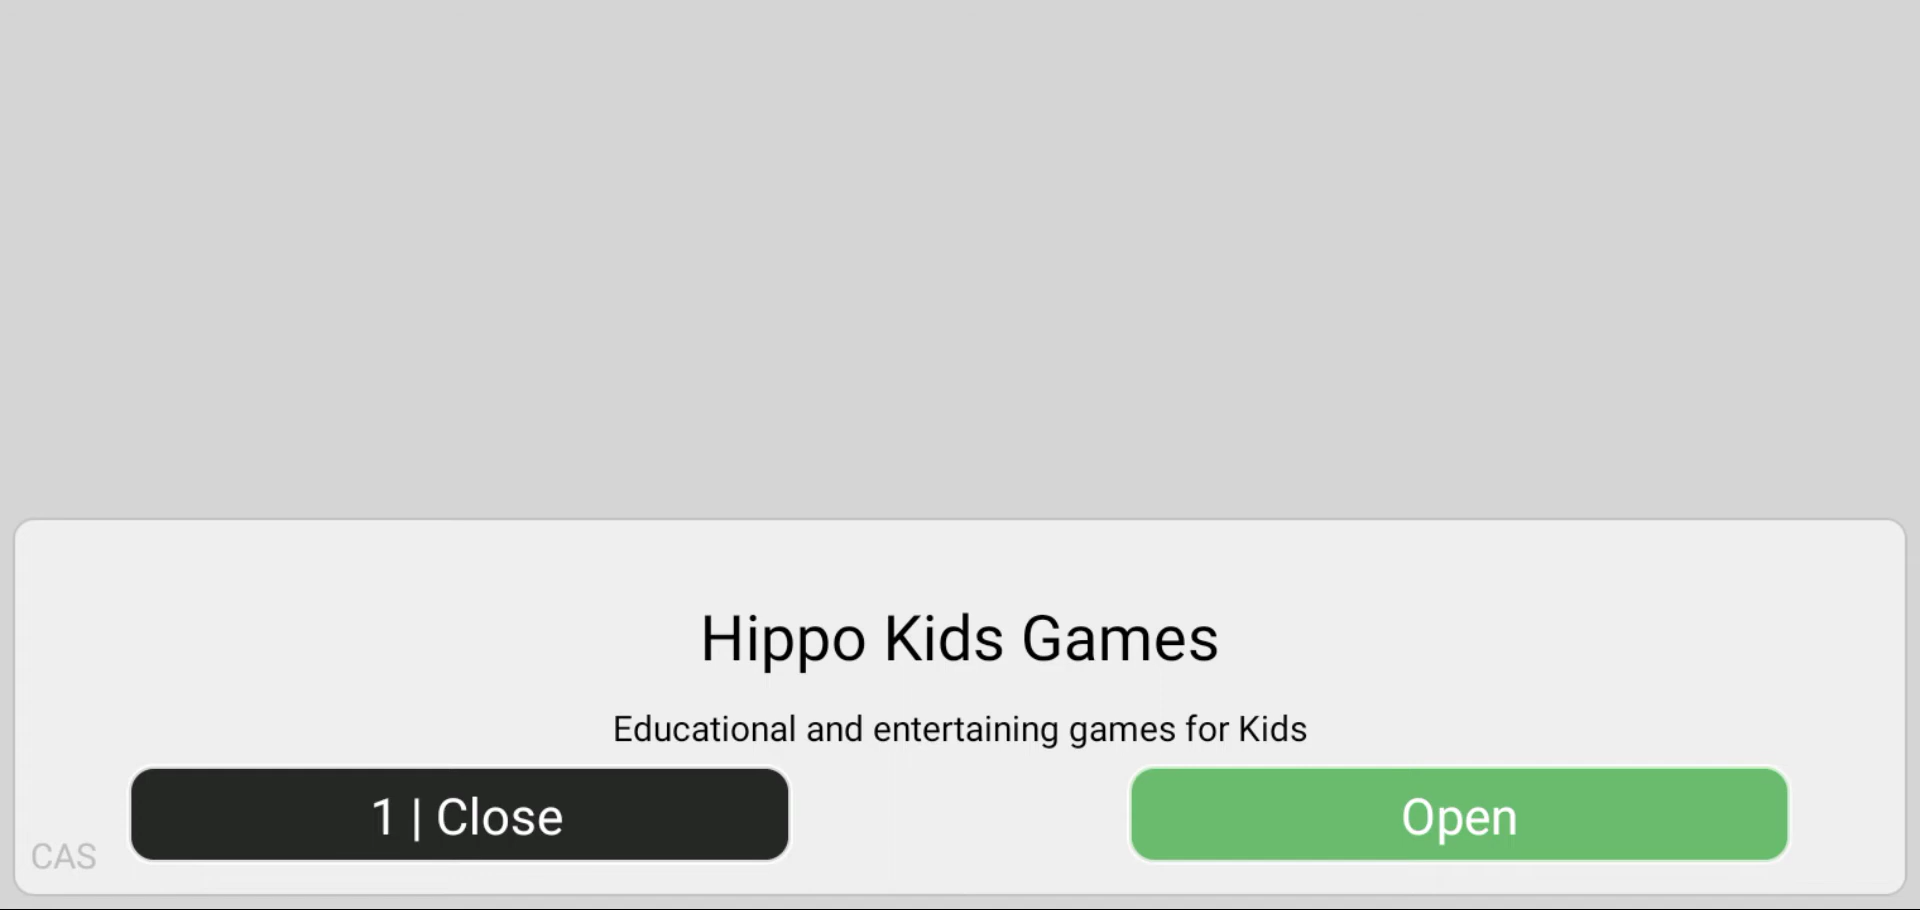 Hippo Kids Games
Educational and entertaining games for Kids
1 | Close
Open
CAS